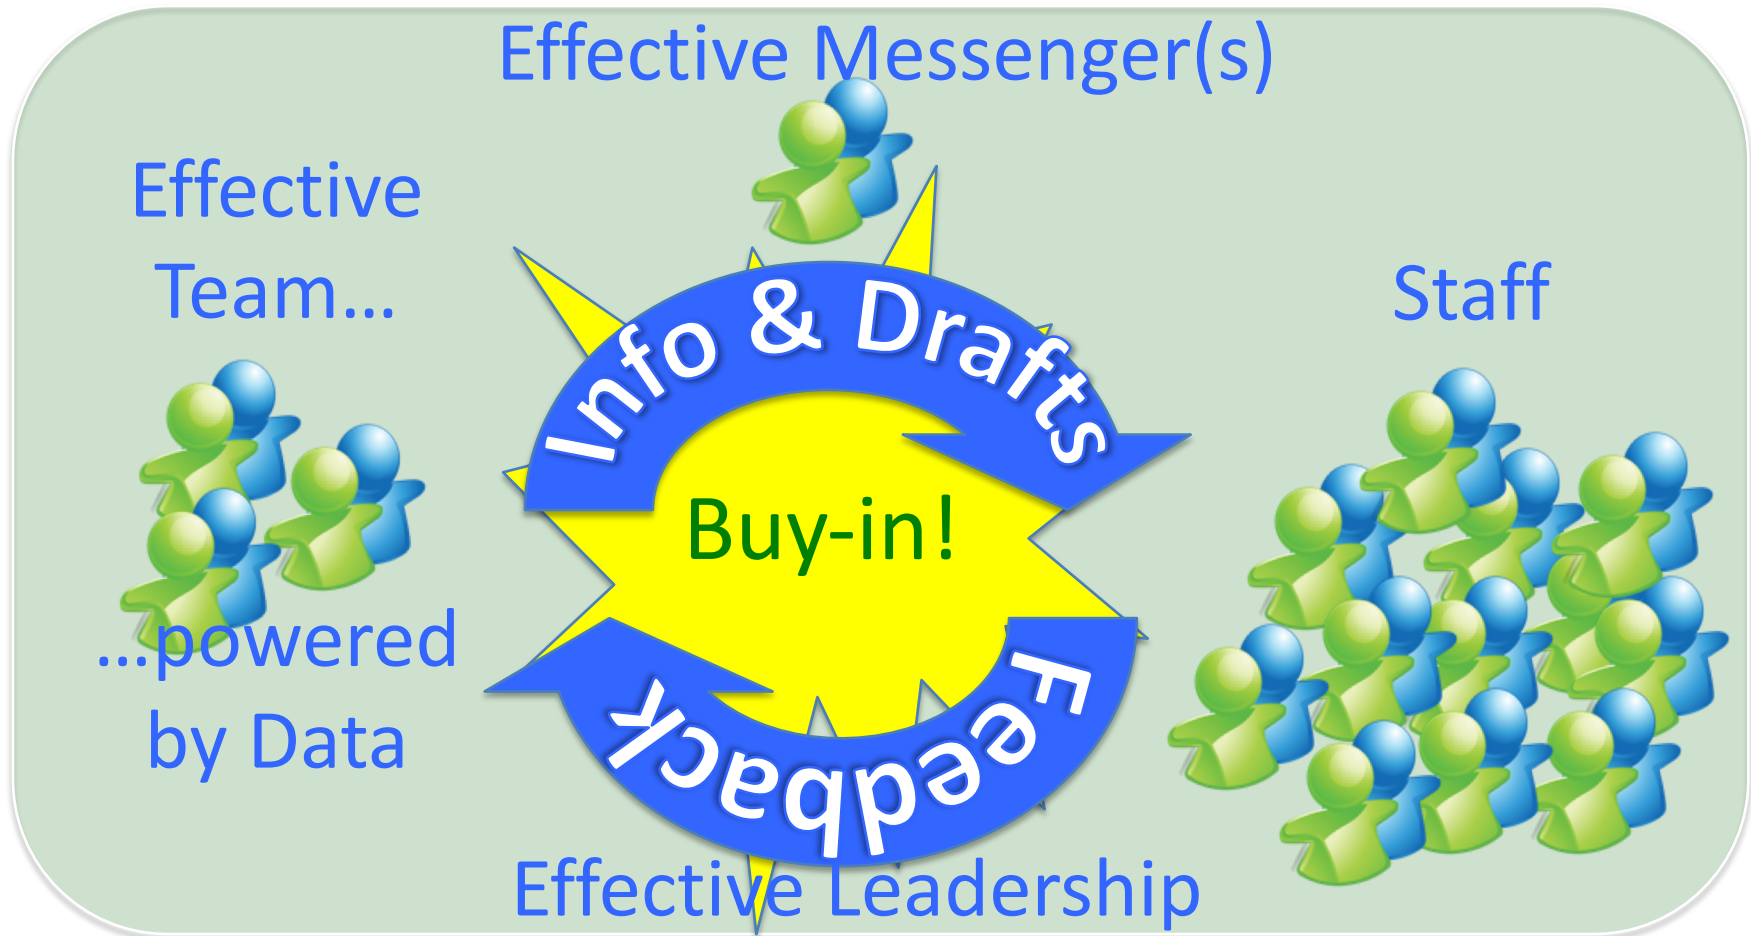 Effective Messenger(s)
Effective
Team…
…powered
by Data
Info & Drafts
Buy-in!
Feedback
Staff
Effective Leadership